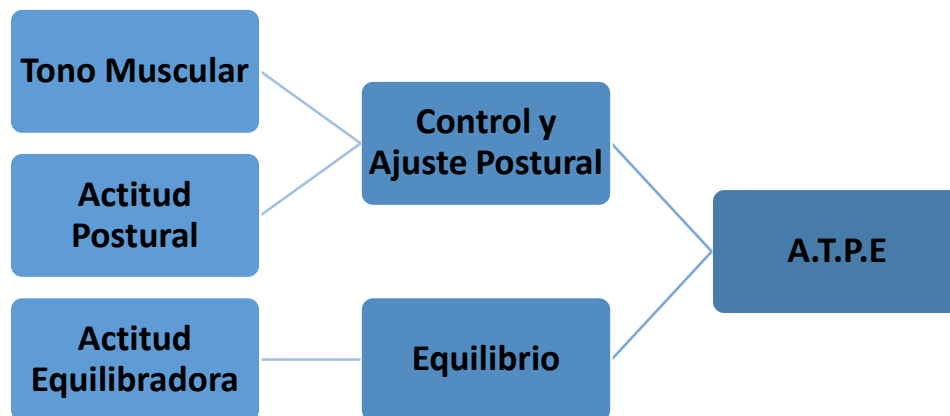 Tono Muscular
Actitud
Postural
Actitud
Equilibradora
Control y
Ajuste Postural
Equilibrio
A.T.P.E